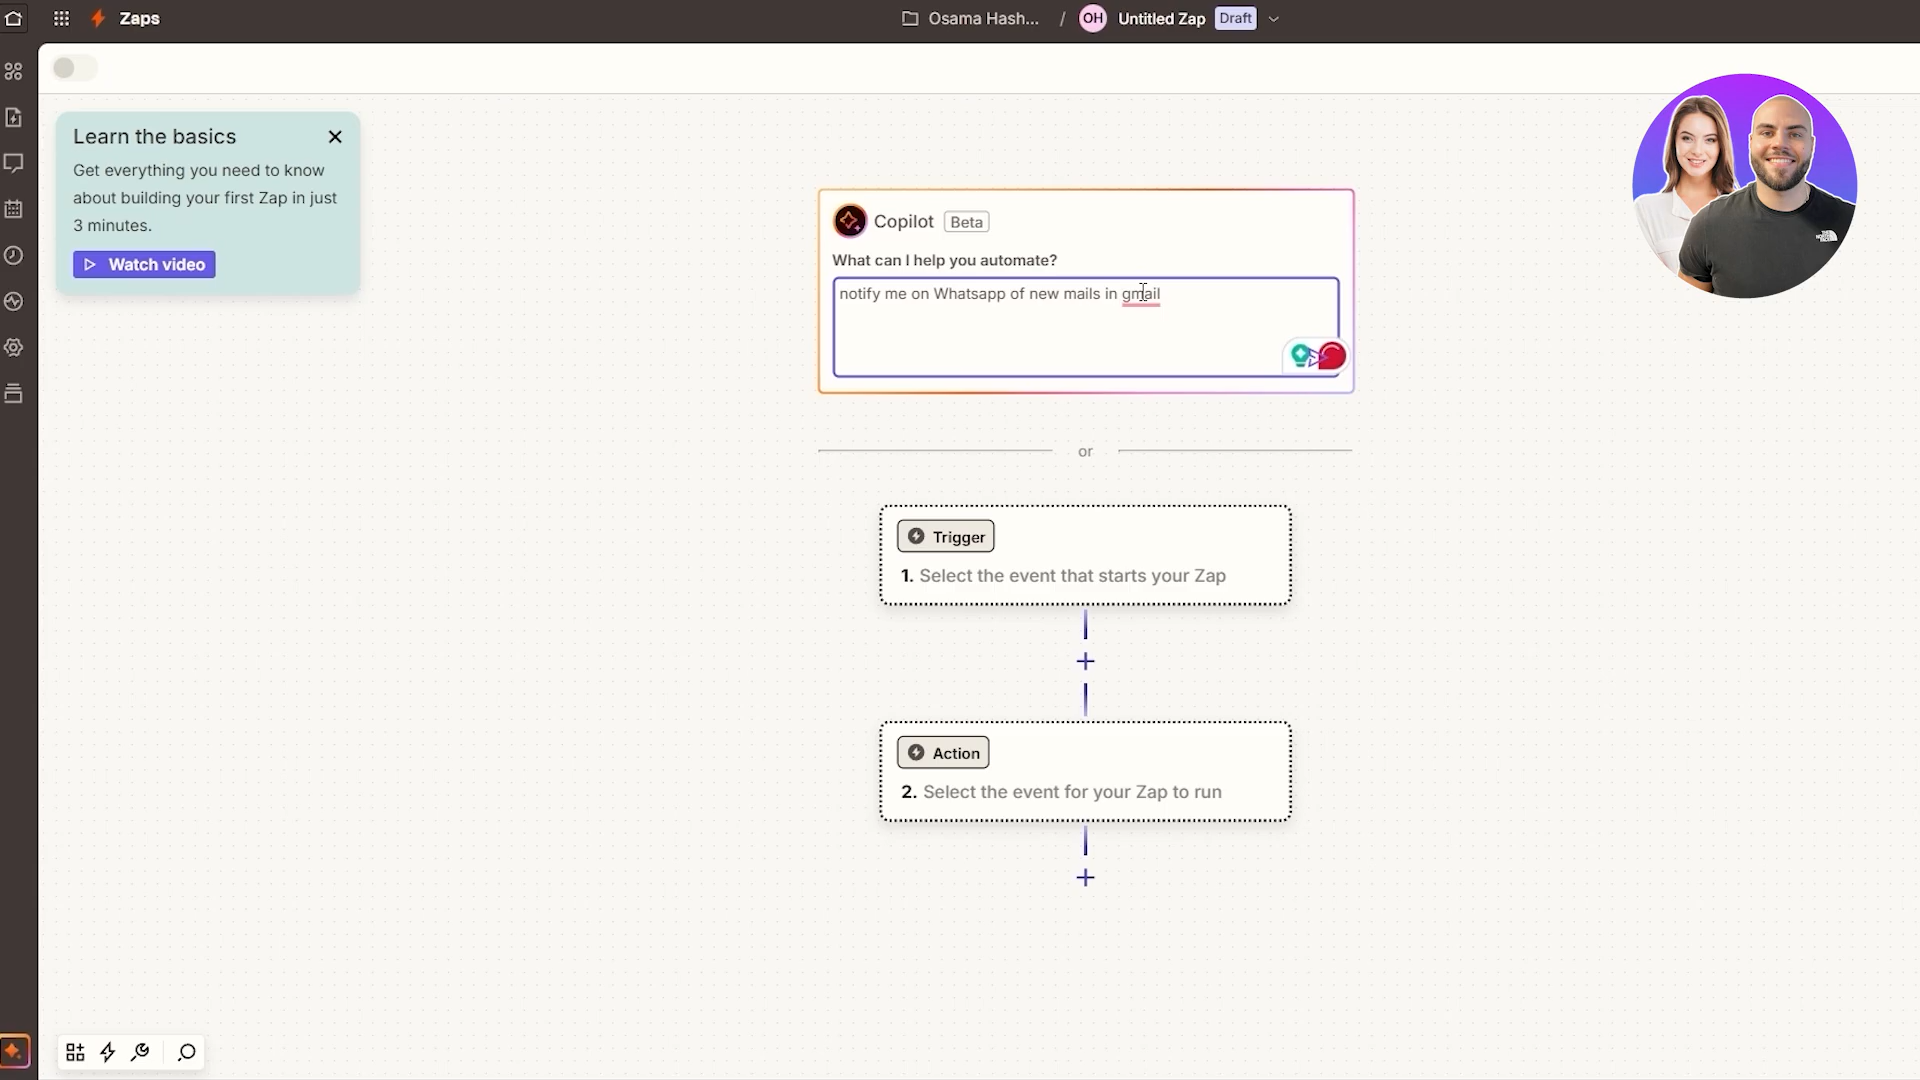 Zaps
Osama Hash... / OH Untitled Zap Draft
Learn the basics
Get everything you need to know
about building your first Zap in just
3 minutes.
Watch video
Copilot Beta
What can I help you automate?
notify me on Whatsapp of new mails in gmail
or
Trigger
1. Select the event that starts your Zap
Action
2. Select the event for your Zap to run